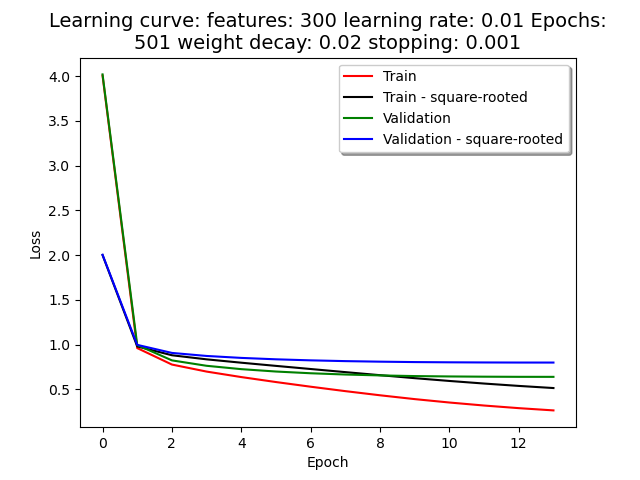 Learning curve: features: 300 learning rate: 0.01 Epochs:
501 weight decay: 0.02 stopping: 0.001
Train
Train - square-rooted
Validation
Validation - square-rooted
4.0
3.5
3.0
2.5
2.0
1.5
1.0
0.5
Loss
0 2 4 6 8 10 12
Epoch